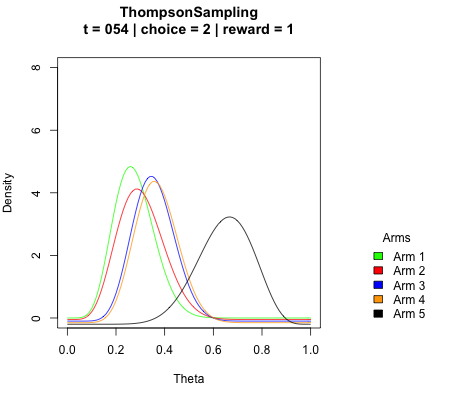 ThompsonSampling
t = 054 | choice = 2 | reward = 1
8
6
4
2
0
Density
0.0 0.2 0.4 0.6 0.8 1.0
Theta
Arms
Arm 1
Arm 2
Arm 3
Arm 4
Arm 5